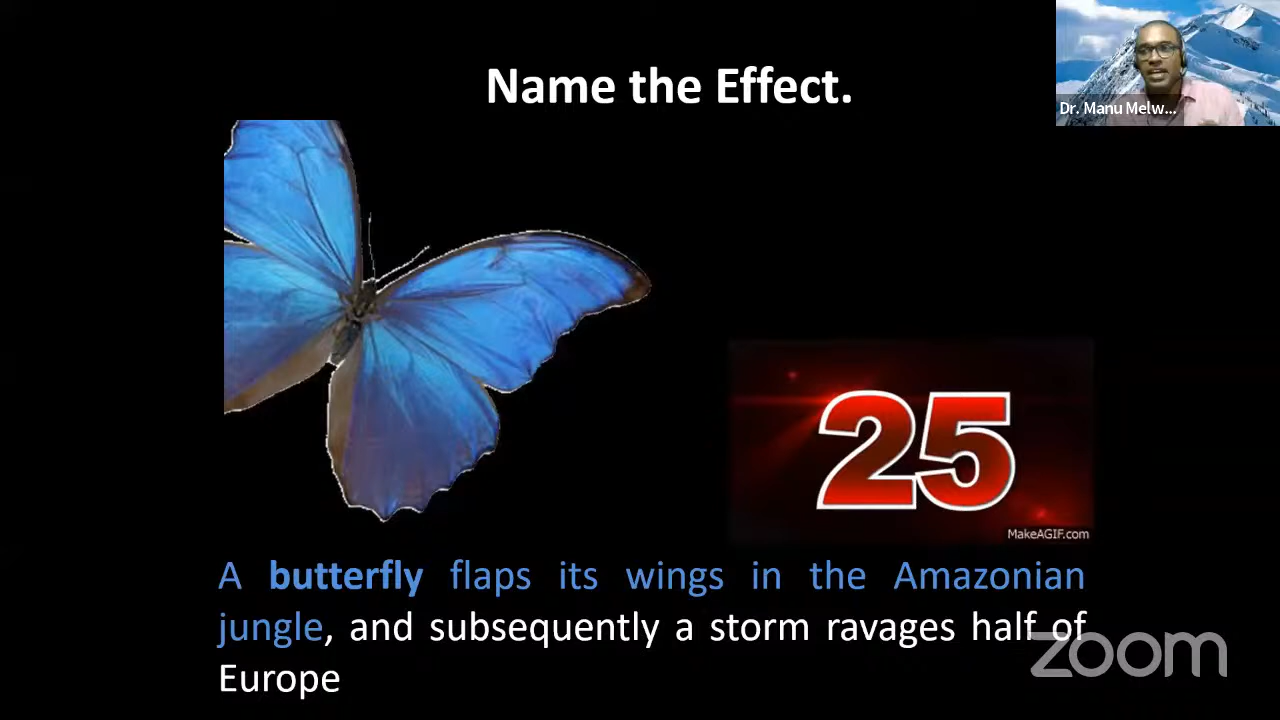 Name the Effect.
Dr. Manu Melw...
25
MakeAGIF.com
A butterfly flaps its wings in the Amazonian
jungle, and subsequently a storm ravages half of
Europe
zoom